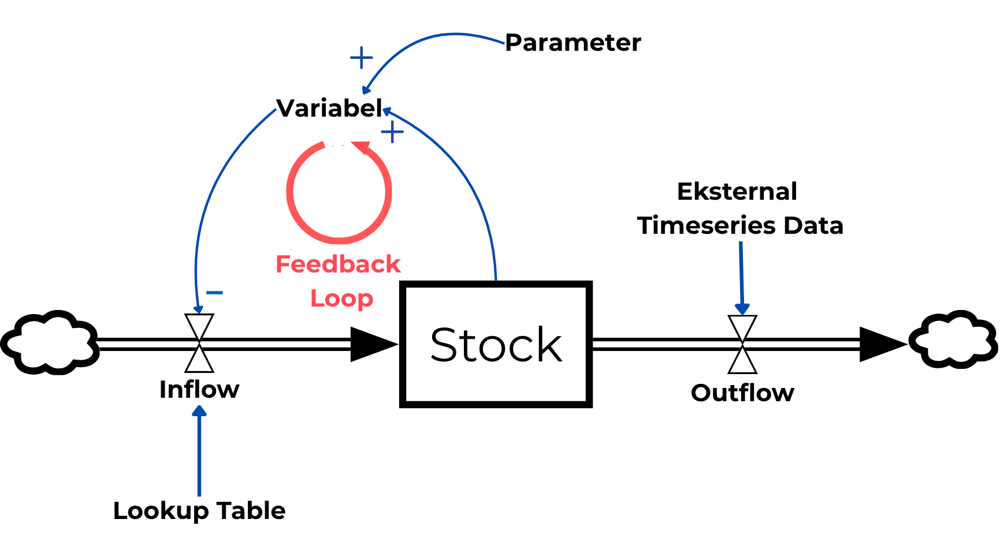 Parameter
+
Variabel
+
Eksternal
Timeseries Data
Feedback
Loop
-
Stock
Inflow
Outflow
Lookup Table